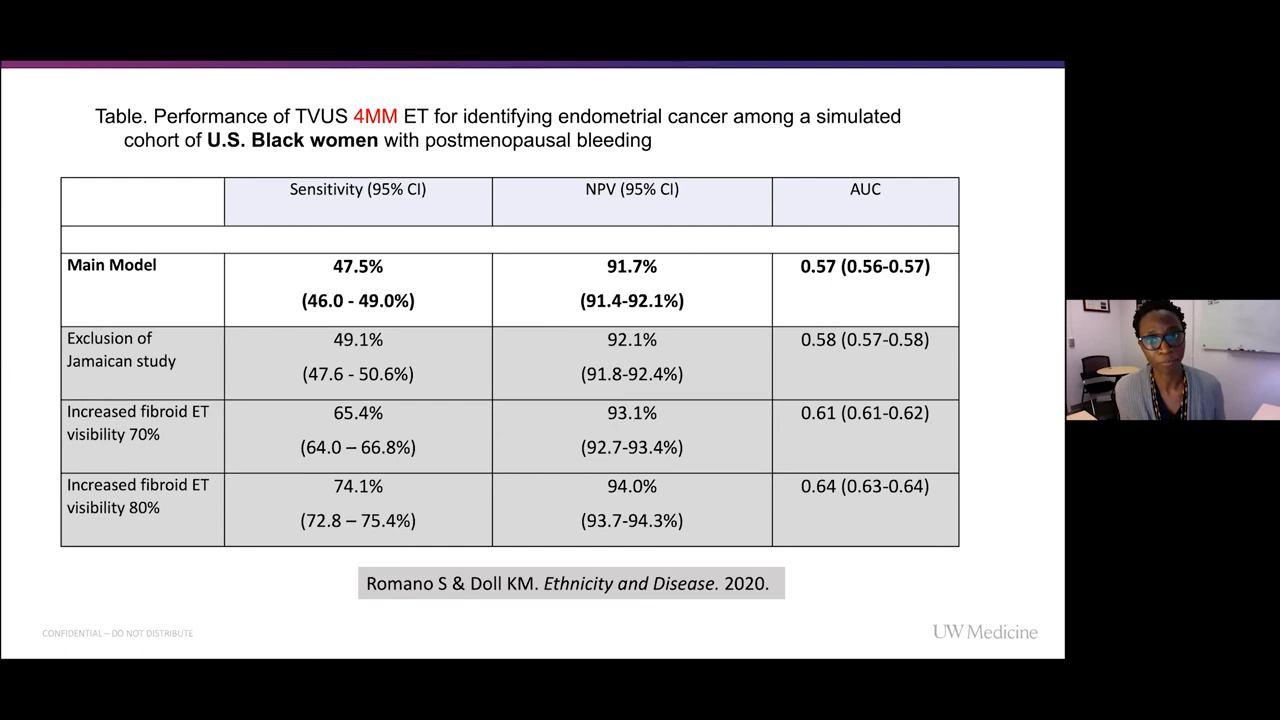 Table. Performance of TVUS 4MM ET for identifying endometrial cancer among a simulated
cohort of U.S. Black women with postmenopausal bleeding
Sensitivity (95% CI) NPV (95% CI) AUC
Main Model 47.5% 91.7% 0.57 (0.56-0.57)
(46.0 - 49.0%) (91.4-92.1%)
Exclusion of 49.1% 92.1% 0.58 (0.57-0.58)
Jamaican study
(47.6 - 50.6%) (91.8-92.4%)
Increased fibroid ET 65.4% 93.1% 0.61 (0.61-0.62)
visibility 70%
(64.0 – 66.8%) (92.7-93.4%)
Increased fibroid ET 74.1% 94.0% 0.64 (0.63-0.64)
visibility 80%
(72.8 – 75.4%) (93.7-94.3%)
Romano S & Doll KM. Ethnicity and Disease. 2020.
CONFIDENTIAL – DO NOT DISTRIBUTE
UW Medicine